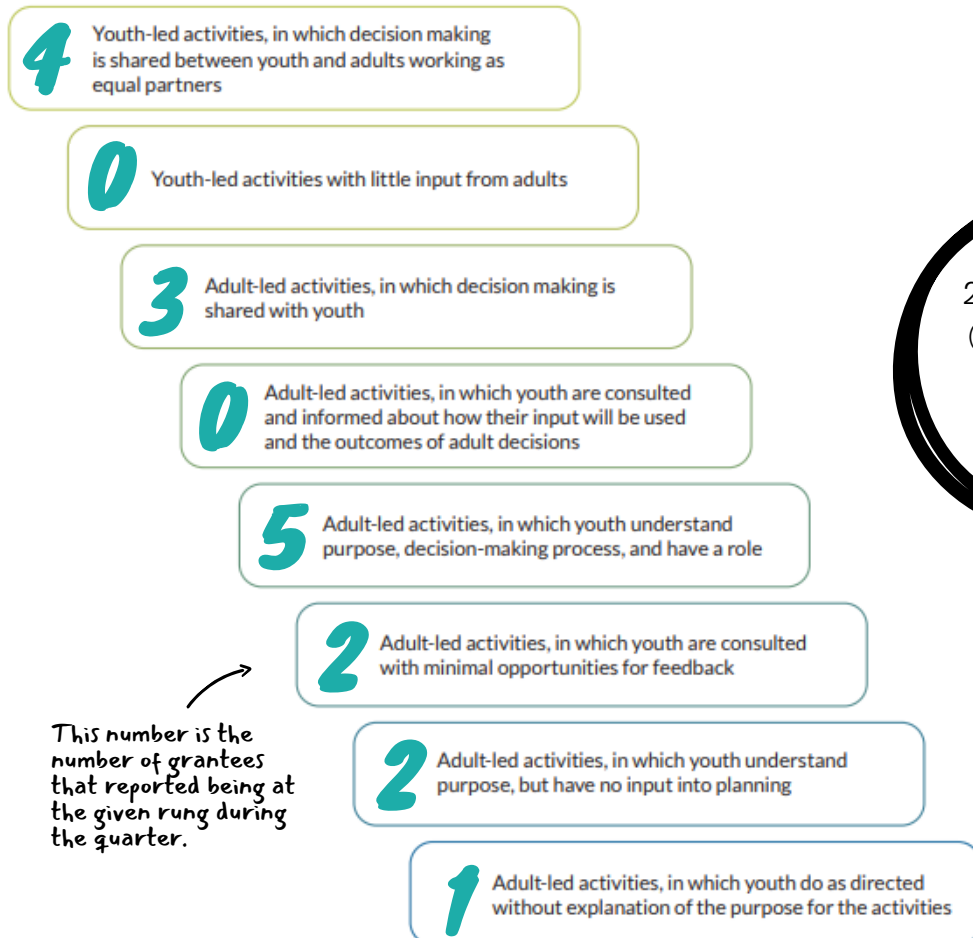 4
Youth-led activities, in which decision making
is shared between youth and adults working as
equal partners
0
Youth-led activities with little input from adults
3
Adult-led activities, in which decision making is
shared with youth
2
(
0
Adult-led activities, in which youth are consulted
and informed about how their input will be used
and the outcomes of adult decisions
5
Adult-led activities, in which youth understand
purpose, decision-making process, and have a role
2
Adult-led activities, in which youth are consulted
with minimal opportunities for feedback
This number is the
number of grantees
that reported being at
the given rung during
the quarter.
2
Adult-led activities, in which youth understand
purpose, but have no input into planning
1
Adult-led activities, in which youth do as directed
without explanation of the purpose for the activities